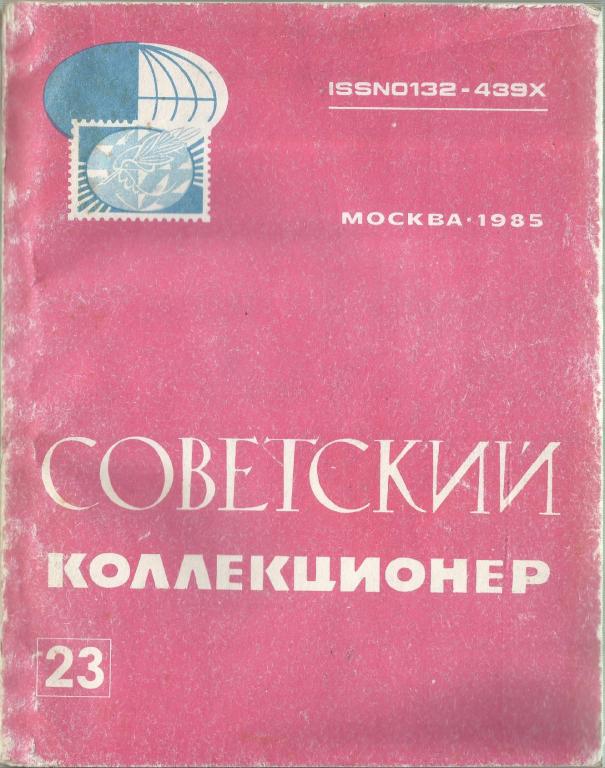 ISSN0132-439X
МОСКВА·1985
СОВЕТСКИЙ
КОЛЛЕКЦИОНЕР
23